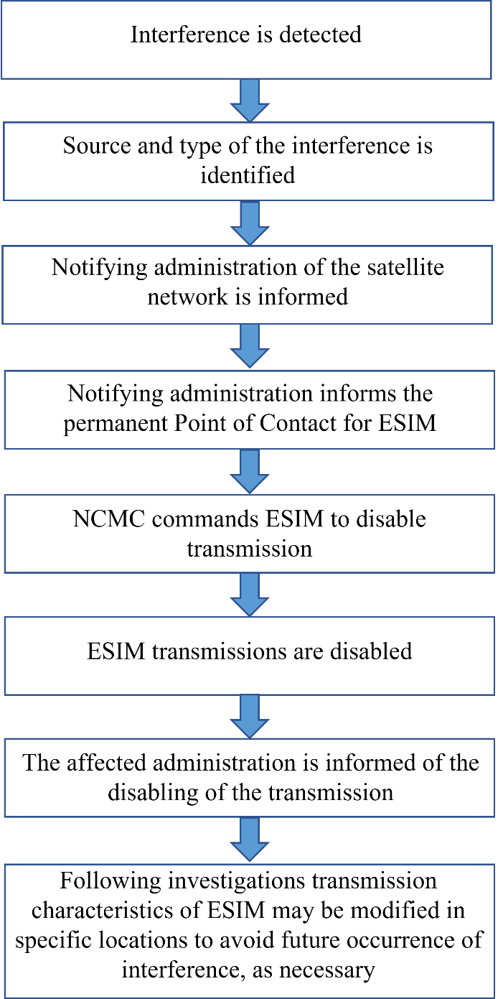 Interference is detected
Source and type of the interference is
identified
Notifying administration of the satellite
network is informed
Notifying administration informs the
permanent Point of Contact for ESIM
NCMC commands ESIM to disable
transmission
ESIM transmissions are disabled
The affected administration is informed of the
disabling of the transmission
Following investigations transmission
characteristics of ESIM may be modified in
specific locations to avoid future occurrence of
interference, as necessary